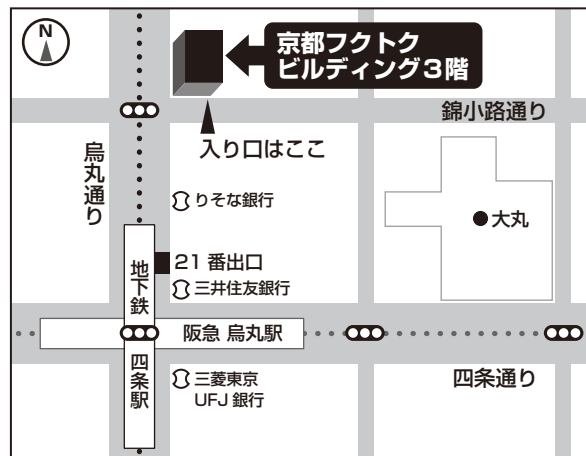 N
京都フクトク
ビルディング3階
錦小路通り
入り口はここ
烏丸通り
りそな銀行
大丸
21 番出口
地下鉄
三井住友銀行
阪急 烏丸駅
四条駅
四条通り
三菱東京
UFJ 銀行